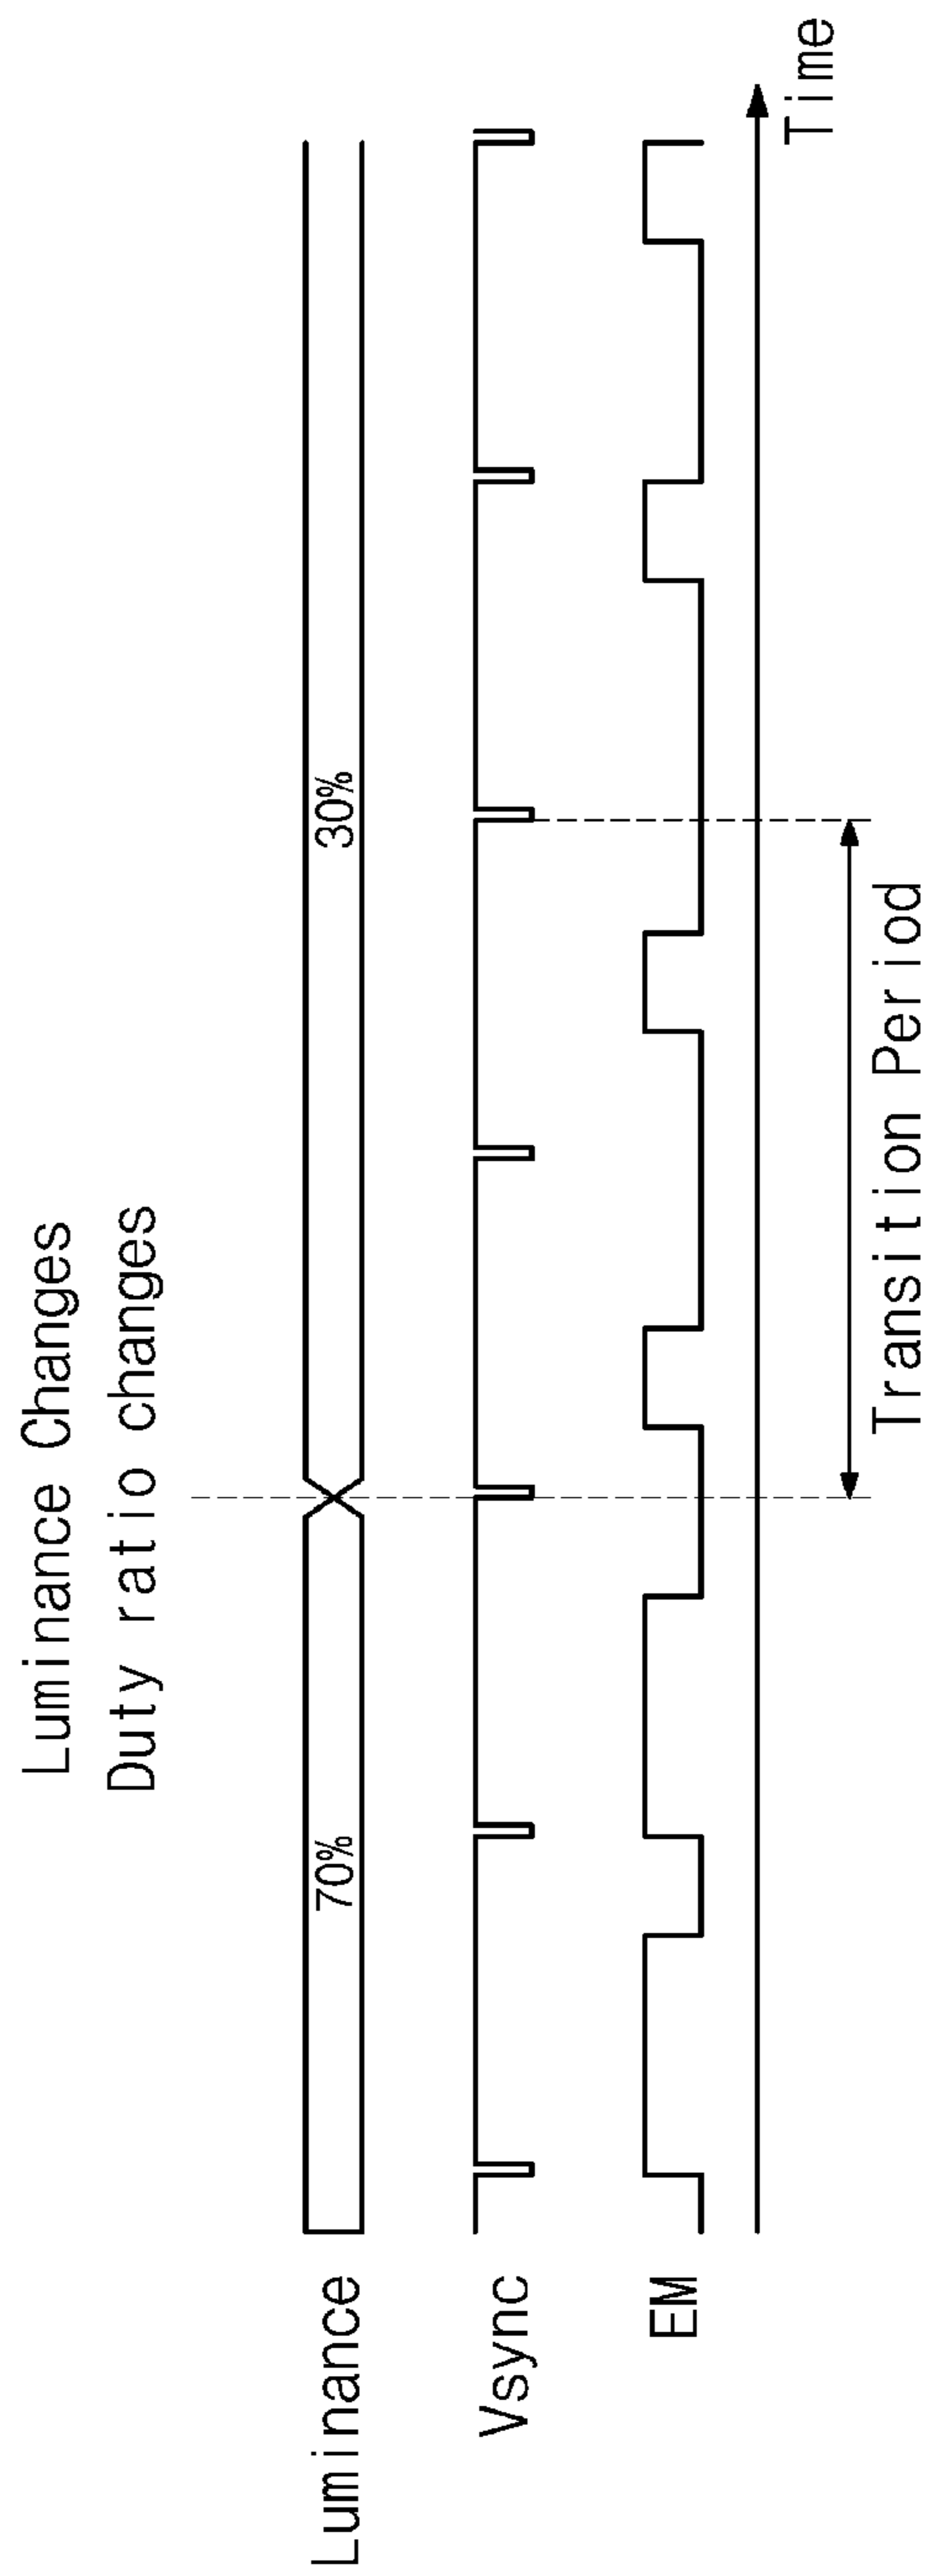 Luminance Changes
Duty ratio changes
Luminance
70%
30%
Vsync
EM
Time
Transition Period